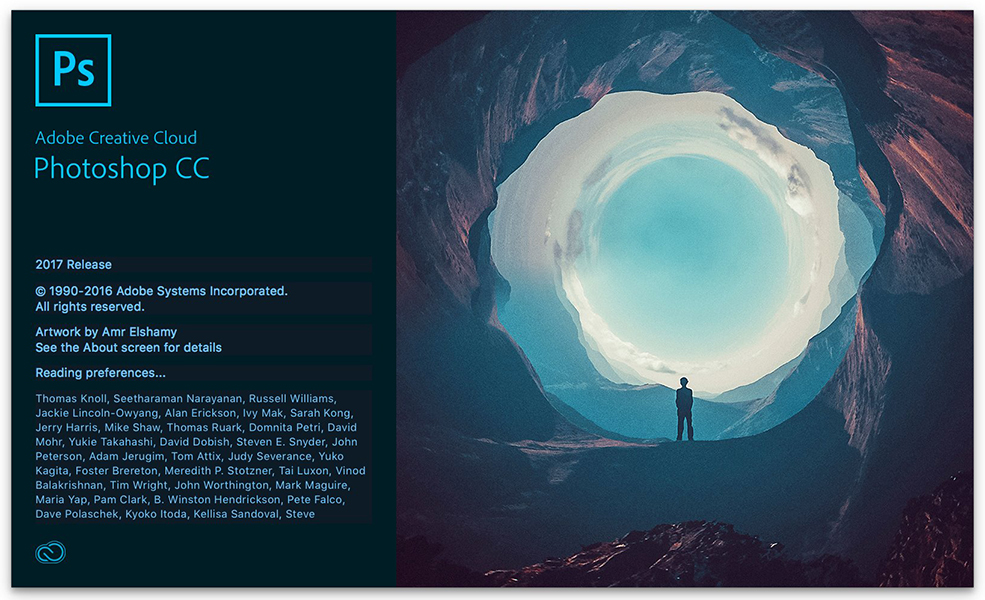 Ps
Adobe Creative Cloud
Photoshop CC
2017 Release
© 1990-2016 Adobe Systems Incorporated.
All rights reserved.
Artwork by Amr Elshamy
See the About screen for details
Reading preferences...
Thomas Knoll, Seetharaman Narayanan, Russell Williams,
Jackie Lincoln-Owyang, Alan Erickson, Ivy Mak, Sarah Kong,
Jerry Harris, Mike Shaw, Thomas Ruark, Domnita Petri, David
Mohr, Yukie Takahashi, David Dobish, Steven E. Snyder, John
Peterson, Adam Jerugim, Tom Attix, Judy Severance, Yuko
Kagita, Foster Brereton, Meredith P. Stotzner, Tai Luxon, Vinod
Balakrishnan, Tim Wright, John Worthington, Mark Maguire,
Maria Yap, Pam Clark, B. Winston Hendrickson, Pete Falco,
Dave Polaschek, Kyoko Itoda, Kellisa Sandoval, Steve